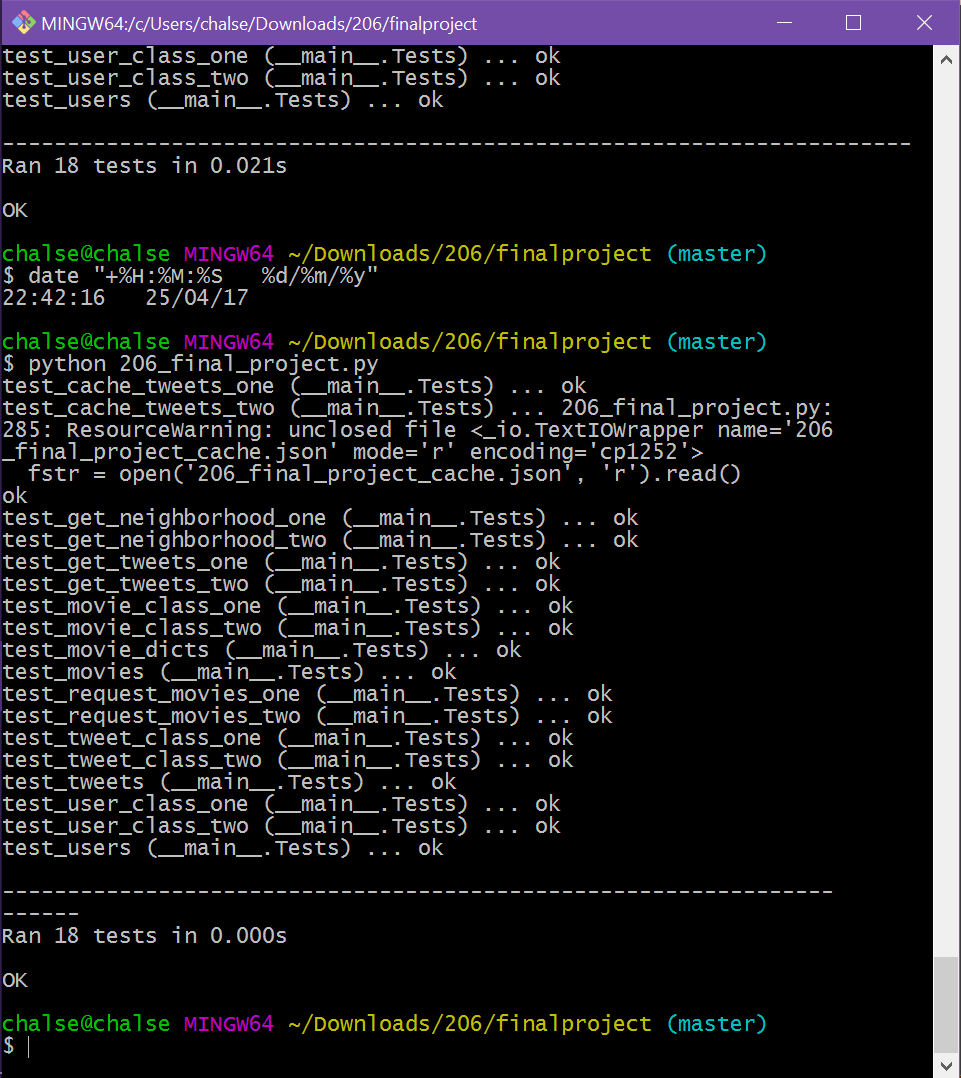 MINGW64:/c/Users/chalse/Downloads/206/finalproject
test_user_class_one (__main__.Tests) ... ok
test_user_class_two (__main__.Tests) ... ok
test_users (__main__.Tests) ... ok
----------------------------------------------------------------------
Ran 18 tests in 0.021s
OK
chalse@chalse MINGW64 ~/Downloads/206/finalproject (master)
$ date "+%H:%M:%S   %d/%m/%y"
22:42:16   25/04/17
chalse@chalse MINGW64 ~/Downloads/206/finalproject (master)
$ python 206_final_project.py
test_cache_tweets_one (__main__.Tests) ... ok
test_cache_tweets_two (__main__.Tests) ... 206_final_project.py:
285: ResourceWarning: unclosed file <_io.TextIOWrapper name='206
_final_project_cache.json' mode='r' encoding='cp1252'>
  fstr = open('206_final_project_cache.json', 'r').read()
ok
test_get_neighborhood_one (__main__.Tests) ... ok
test_get_neighborhood_two (__main__.Tests) ... ok
test_get_tweets_one (__main__.Tests) ... ok
test_get_tweets_two (__main__.Tests) ... ok
test_movie_class_one (__main__.Tests) ... ok
test_movie_class_two (__main__.Tests) ... ok
test_movie_dicts (__main__.Tests) ... ok
test_movies (__main__.Tests) ... ok
test_request_movies_one (__main__.Tests) ... ok
test_request_movies_two (__main__.Tests) ... ok
test_tweet_class_one (__main__.Tests) ... ok
test_tweet_class_two (__main__.Tests) ... ok
test_tweets (__main__.Tests) ... ok
test_user_class_one (__main__.Tests) ... ok
test_user_class_two (__main__.Tests) ... ok
test_users (__main__.Tests) ... ok
----------------------------------------------------------------
------
Ran 18 tests in 0.000s
OK
chalse@chalse MINGW64 ~/Downloads/206/finalproject (master)
$